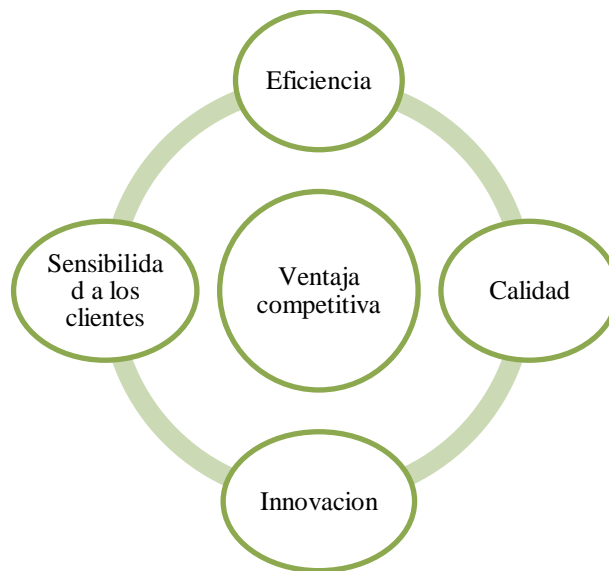 Eficiencia
Sensibilida
d a los
clientes
Ventaja
competitiva
Calidad
Innovacion